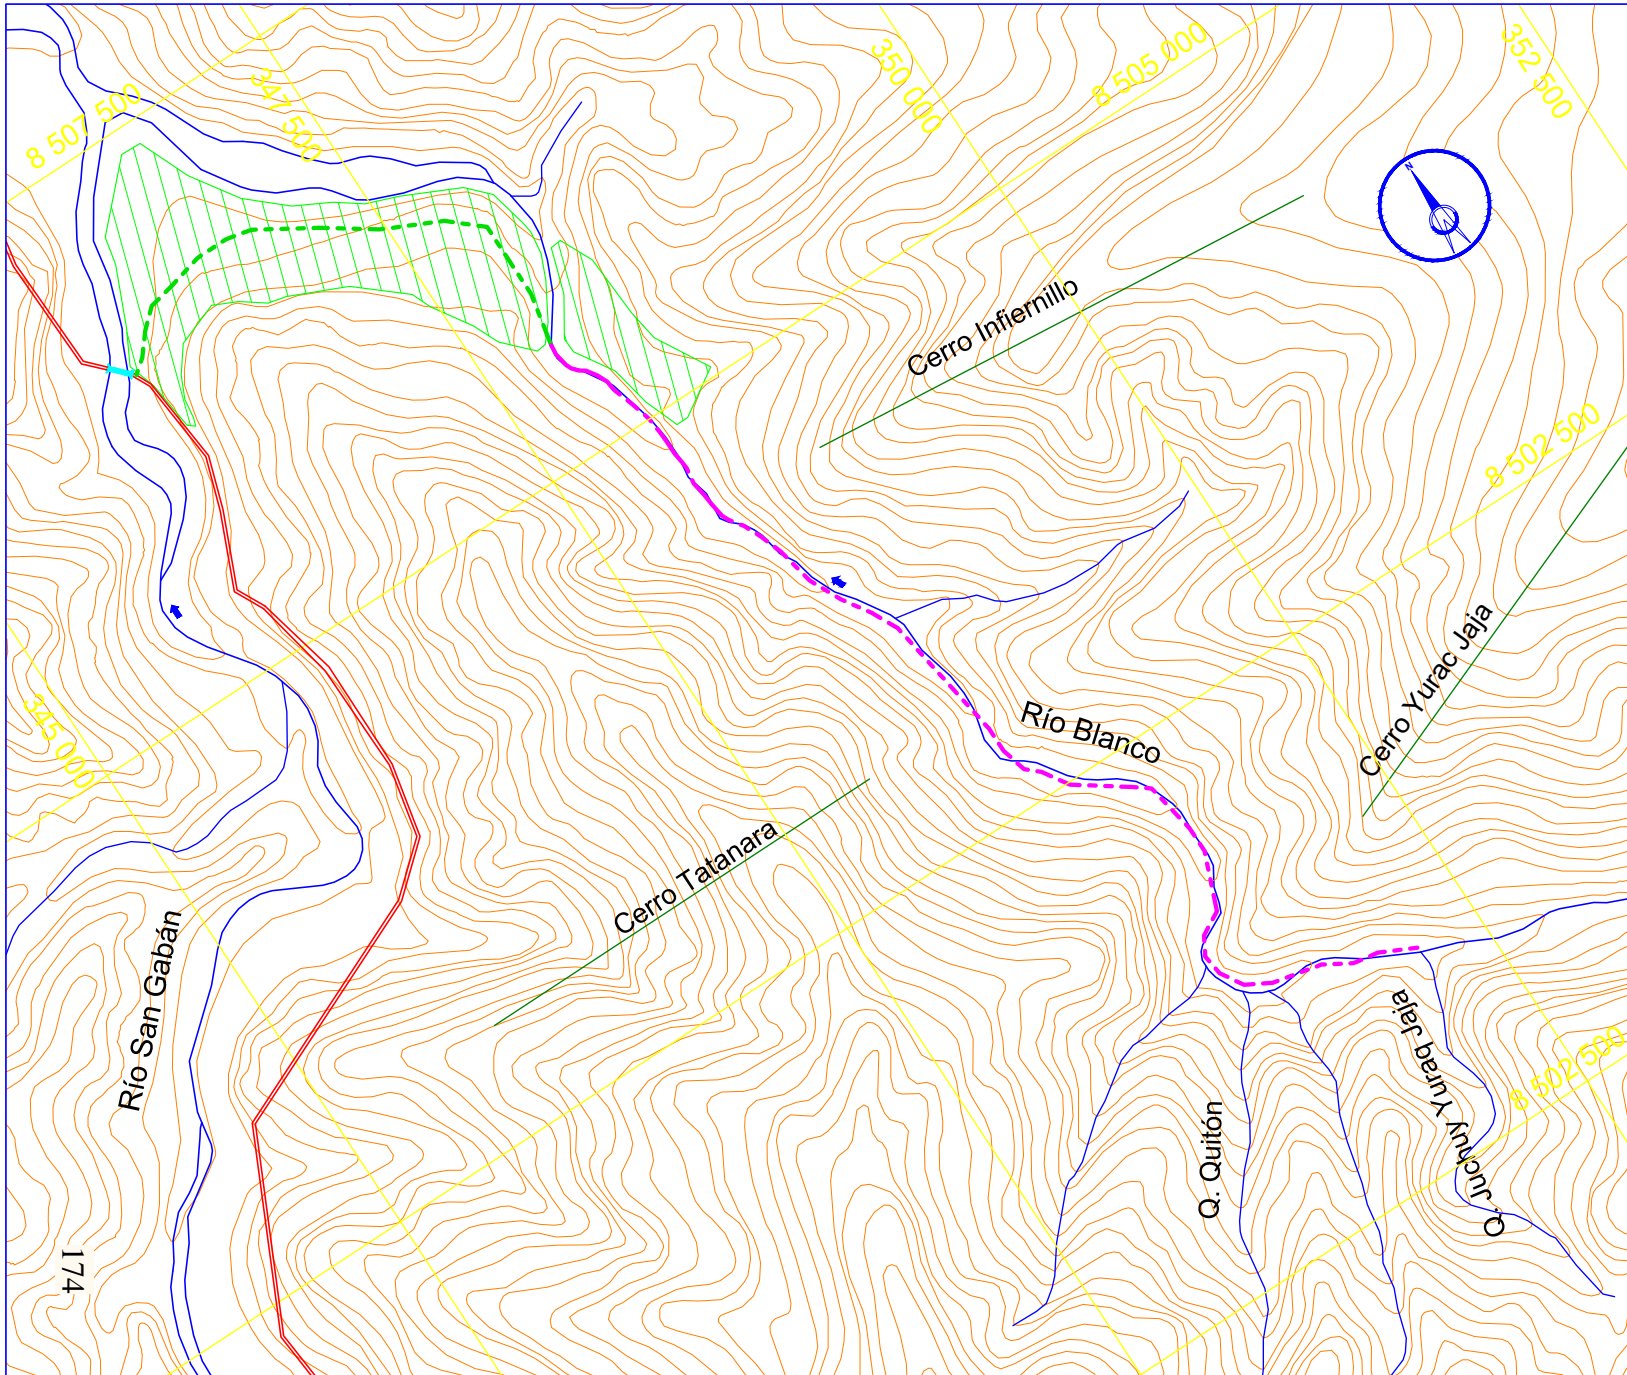 8 507 500
347 500
350 000
8 505 000
352 500
N
Cerro Infiernillo
8 502 500
Cerro Yurac Jaja
345 000
Río Blanco
Cerro Tatanara
Río San Gabán
Q. Juchuy Yuraq Jaja
8 502 500
Q. Quitón
174